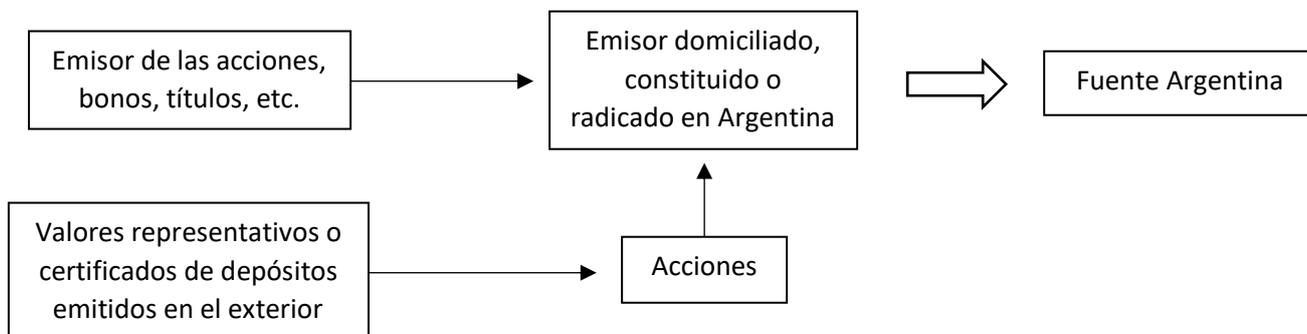 Emisor de las acciones,
bonos, títulos, etc.
Emisor domiciliado,
constituido o
radicado en Argentina
Fuente Argentina
Valores representativos o
certificados de depósitos
emitidos en el exterior
Acciones